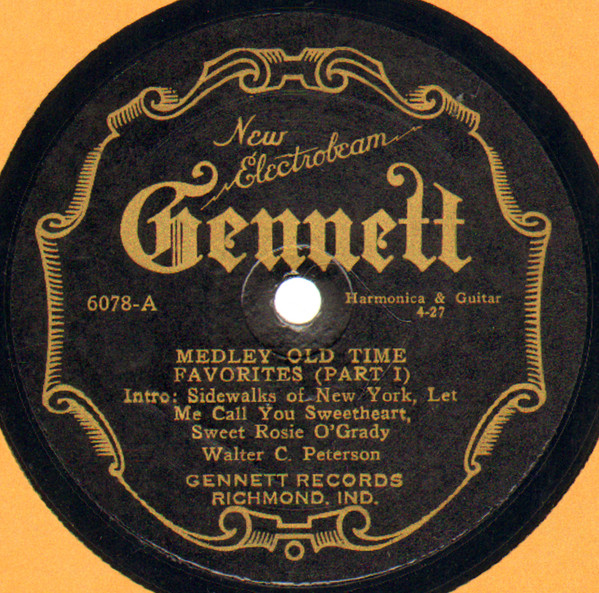 New
Electrobeam
Gennett
6078-A
Harmonica & Guitar
4-27
MEDLEY OLD TIME
FAVORITES (PART I)
Intro: Sidewalks of New York, Let
Me Call You Sweetheart,
Sweet Rosie O'Grady
Walter C. Peterson
GENNETT RECORDS
RICHMOND, IND.